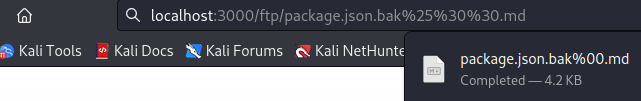 localhost:3000/ftp/package.json.bak%25%30%30.md
Kali Tools Kali Docs Kali Forums Kali NetHunte
package.json.bak%00.md
Completed — 4.2 KB